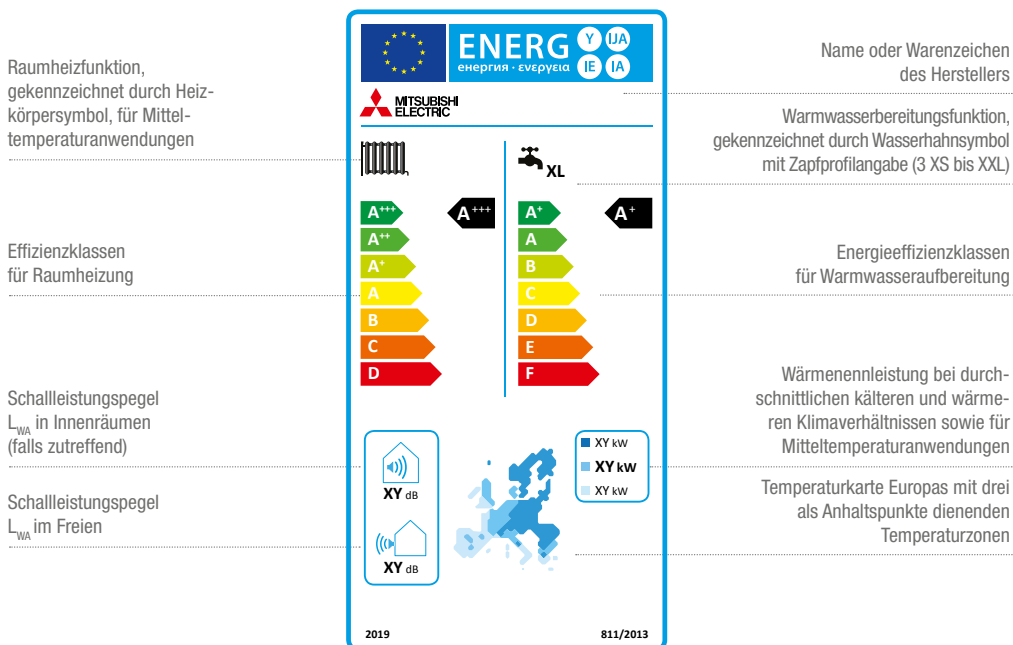 Raumheizfunktion,
gekennzeichnet durch Heiz-
körpersymbol, für Mittel-
temperaturanwendungen
Effizienzklassen
für Raumheizung
Schallleistungspegel
LWA in Innenräumen
(falls zutreffend)
Schallleistungspegel
LWA im Freien
ENERG Y IJA
енергия · ενεργεια IE IA
MITSUBISHI
ELECTRIC
XL
A+++ A+++
A++
A+
A
B
C
D
A+ A+
A
B
C
D
E
F
XY dB
XY dB
XY kW
XY kW
XY kW
2019 811/2013
Name oder Warenzeichen
des Herstellers
Warmwasserbereitungsfunktion,
gekennzeichnet durch Wasserhahnsymbol
mit Zapfprofilangabe (3 XS bis XXL)
Energieeffizienzklassen
für Warmwasseraufbereitung
Wärmenennleistung bei durch-
schnittlichen kälteren und wärme-
ren Klimaverhältnissen sowie für
Mitteltemperaturanwendungen
Temperaturkarte Europas mit drei
als Anhaltspunkte dienenden
Temperaturzonen